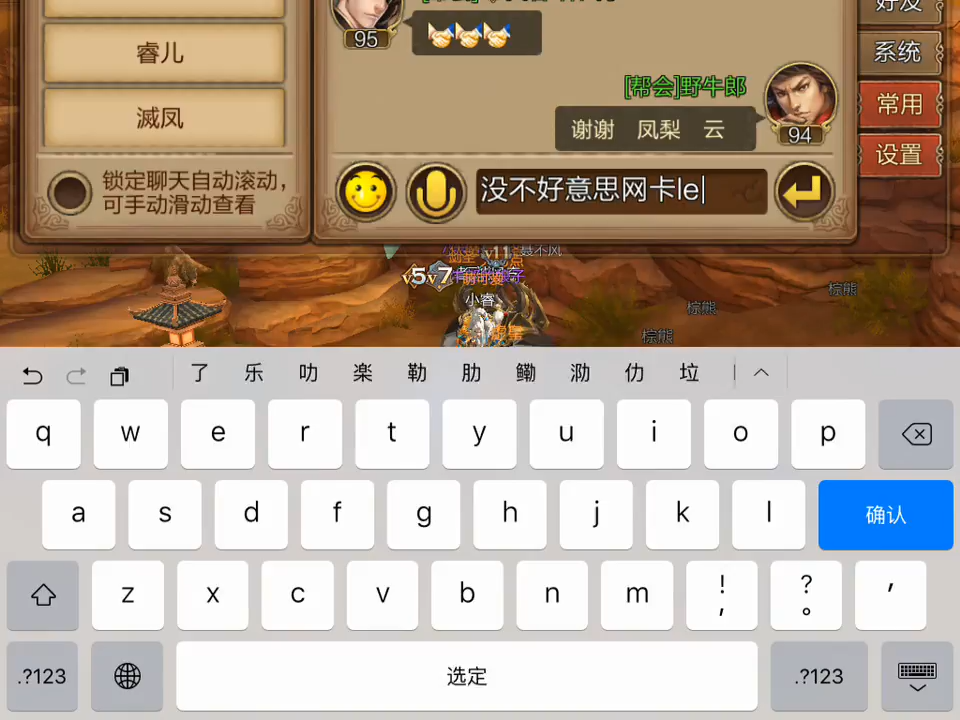 好友
睿儿
95
系统
[帮会]野牛郎
常用
滅凤
谢谢 凤梨 云
94
设置
锁定聊天自动滚动，
可手动滑动查看
没不好意思网卡le
v11
v5v7
小睿
棕熊
棕熊
棕熊
了 乐 叻 楽 勒 肋 鳓 泐 仂 垃
q w e r t y u i o p
a s d f g h j k l 确认
z x c v b n m ！， ？。 ′
.?123 选定 .?123